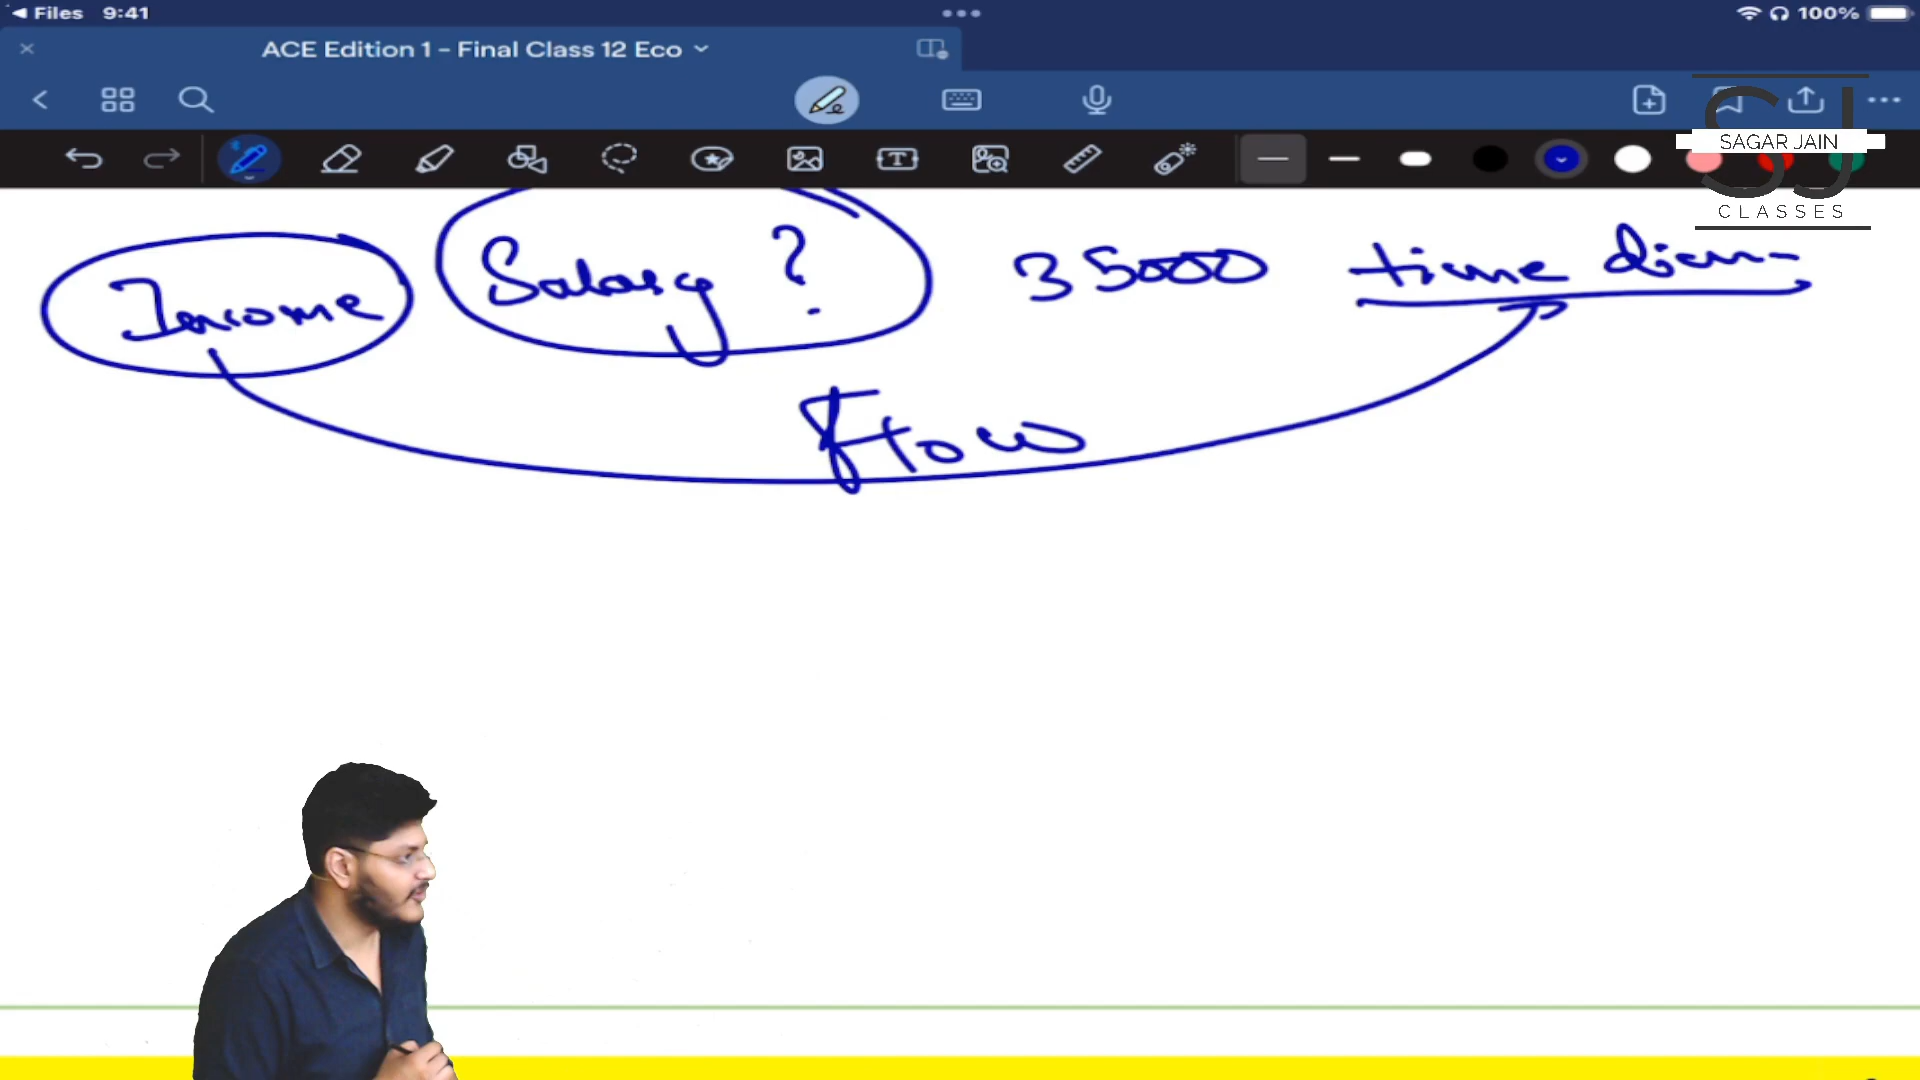 Files 9:41 100%
ACE Edition 1 - Final Class 12 Eco
SAGAR JAIN
CLASSES
Income Salary ? 35000 time dim-
Flow